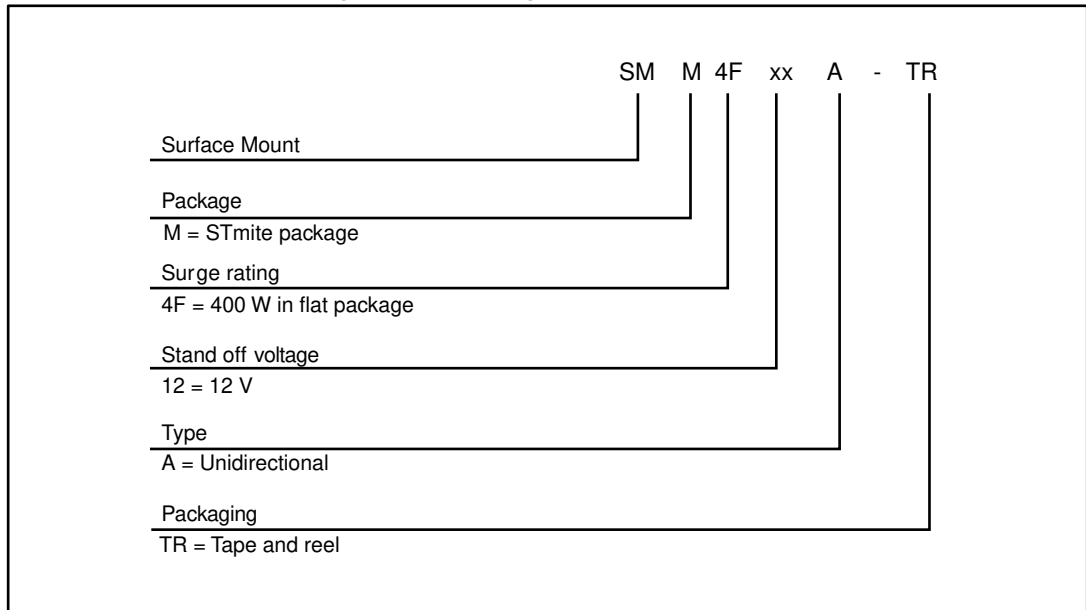 SM M 4F xx A - TR
Surface Mount
Package
M = STmite package
Surge rating
4F = 400 W in flat package
Stand off voltage
12 = 12 V
Type
A = Unidirectional
Packaging
TR = Tape and reel